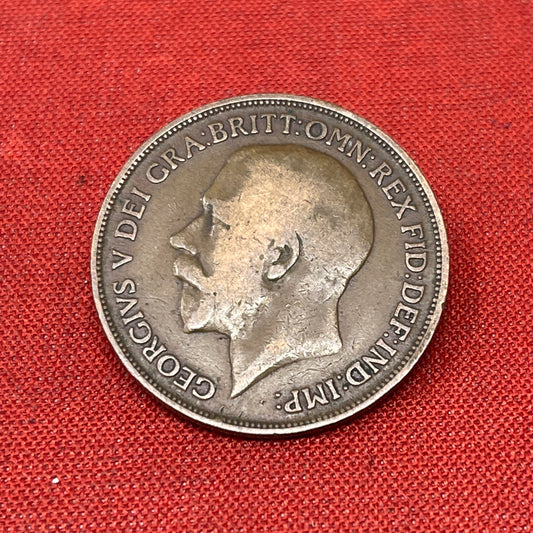 GEORGIVS V DEI GRA:BRITT:OMN:REX FID:DEF:IND:IMP: